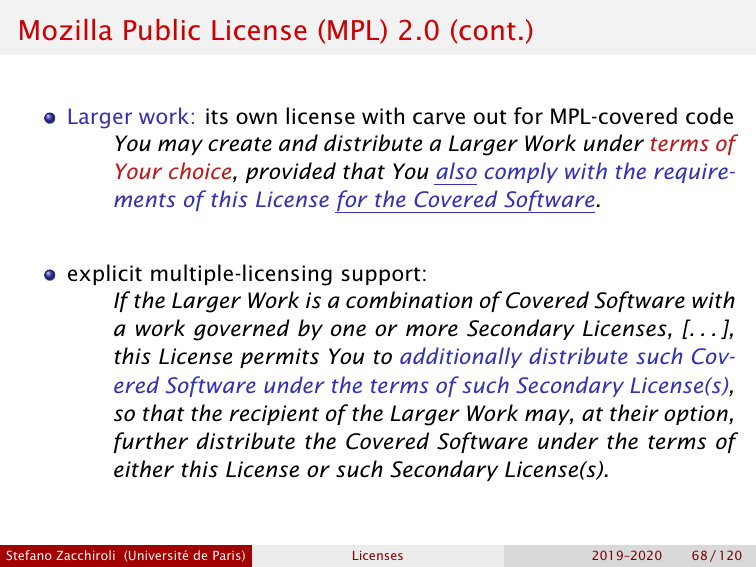 Mozilla Public License (MPL) 2.0 (cont.)
Larger work: its own license with carve out for MPL-covered code
You may create and distribute a Larger Work under terms of
Your choice, provided that You also comply with the require-
ments of this License for the Covered Software.
explicit multiple-licensing support:
If the Larger Work is a combination of Covered Software with
a work governed by one or more Secondary Licenses, [. . . ],
this License permits You to additionally distribute such Cov-
ered Software under the terms of such Secondary License(s),
so that the recipient of the Larger Work may, at their option,
further distribute the Covered Software under the terms of
either this License or such Secondary License(s).
Stefano Zacchiroli (Université de Paris) Licenses 2019–2020 68 / 120